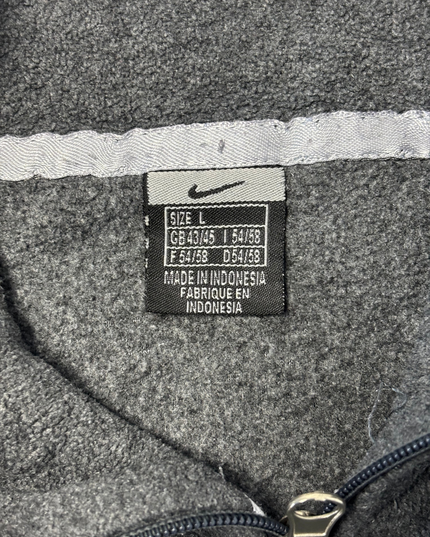 SIZE L
GB 43/45 I 54/58
F 54/58 D 54/58
MADE IN INDONESIA
FABRIQUE EN
INDONESIA